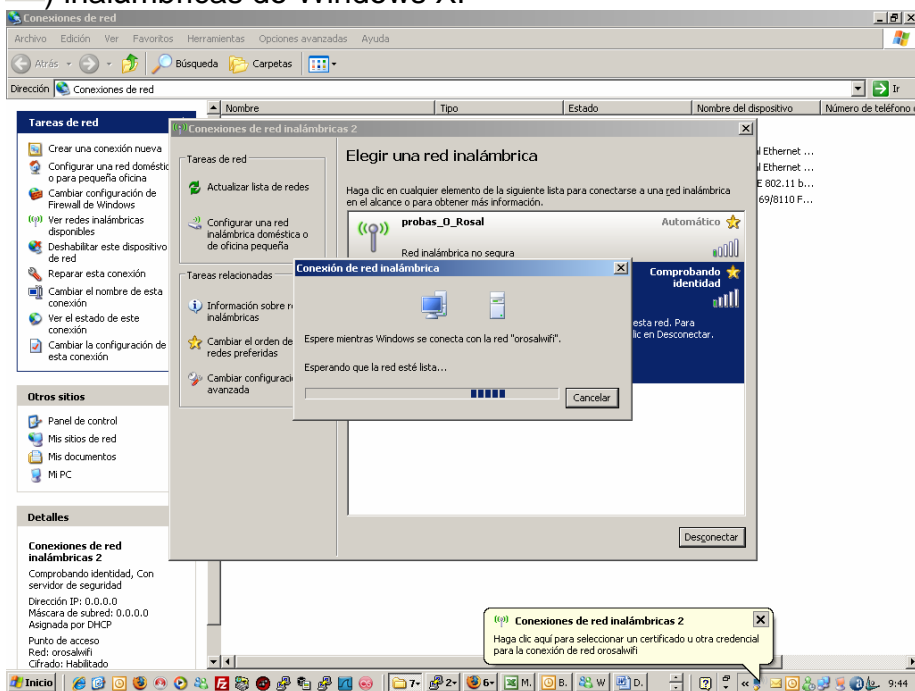 inalámbricas de Windows XP
Conexiones de red
Archivo Edición Ver Favoritos Herramientas Opciones avanzadas Ayuda
Atrás Búsqueda Carpetas
Dirección Conexiones de red Ir
Nombre Tipo Estado Nombre del dispositivo Número de teléfono
Tareas de red
Crear una conexión nueva
Configurar una red doméstic
o para pequeña oficina
Cambiar configuración de
Firewall de Windows
Ver redes inalámbricas
disponibles
Deshabilitar este dispositivo
de red
Reparar esta conexión
Cambiar el nombre de esta
conexión
Ver el estado de este
conexión
Cambiar la configuración de
esta conexión
Otros sitios
Panel de control
Mis sitios de red
Mis documentos
Mi PC
Detalles
Conexiones de red
inalámbricas 2
Comprobando identidad, Con
servidor de seguridad
Dirección IP: 0.0.0.0
Máscara de subred: 0.0.0.0
Asignada por DHCP
Punto de acceso
Red: orosalwifi
Cifrado: Habilitado
Conexiones de red inalámbricas 2
Tareas de red
Actualizar lista de redes
Configurar una red
inalámbrica doméstica o
de oficina pequeña
Tareas relacionadas
Información sobre r
inalámbricas
Cambiar el orden de
redes preferidas
Cambiar configuraci
avanzada
Elegir una red inalámbrica
Haga clic en cualquier elemento de la siguiente lista para conectarse a una red inalámbrica
en el alcance o para obtener más información.
probas_O_Rosal Automático
Red inalámbrica no segura
Comprobando
identidad
esta red. Para
lic en Desconectar.
Desconectar
l Ethernet ...
l Ethernet ...
E 802.11 b...
69/8110 F...
Conexión de red inalámbrica
Espere mientras Windows se conecta con la red "orosalwifi".
Esperando que la red esté lista...
Cancelar
Conexiones de red inalámbricas 2
Haga clic aquí para seleccionar un certificado u otra credencial
para la conexión de red orosalwifi
Inicio 7 2 6 M. B. W D. 9:44